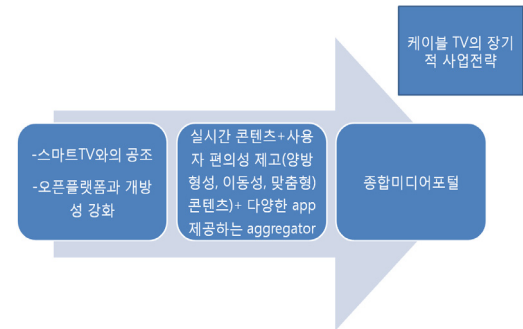 케이블 TV의 장기
적 사업전략
-스마트TV와의 공조
-오픈플랫폼과 개방
성 강화
실시간 콘텐츠+사용
자 편의성 제고(양방
형성, 이동성, 맞춤형)
콘텐츠)+ 다양한 app
제공하는 aggregator
종합미디어포털